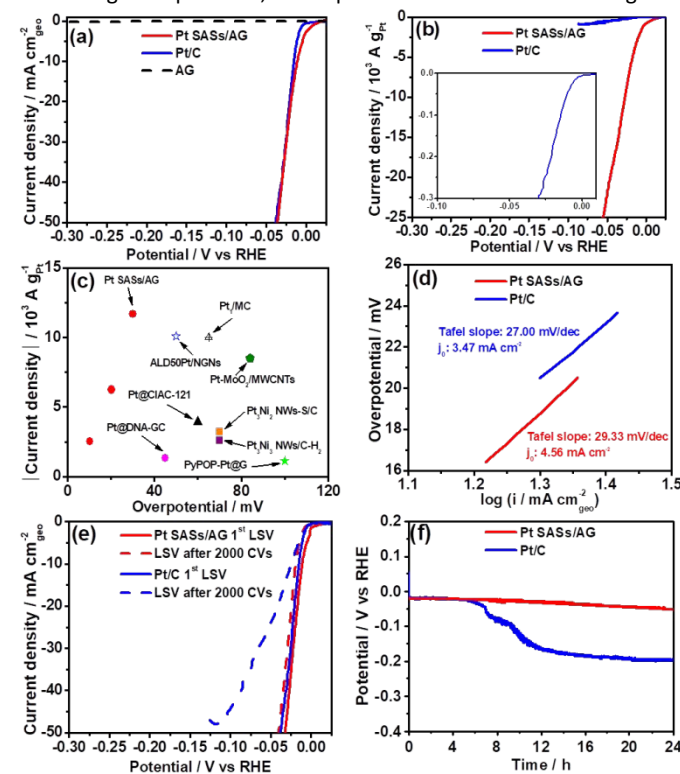 (a)
Pt SASs/AG
Pt/C
AG
Current density / mA cm⁻²geo
0
-10
-20
-30
-40
-50
-0.30 -0.25 -0.20 -0.15 -0.10 -0.05 0.00
Potential / V vs RHE
(b)
Pt SASs/AG
Pt/C
Current density / 10³ A g⁻¹Pt
0
-5
-10
-15
-20
-25
0.0
-0.1
-0.2
-0.3
-0.10 -0.05 0.00
-0.30 -0.25 -0.20 -0.15 -0.10 -0.05 0.00
Potential / V vs RHE
(c)
Pt SASs/AG
Pt₁/MC
ALD50Pt/NGNs
Pt-MoO₂/MWCNTs
Pt@CIAC-121
Pt₃Ni₂ NWs-S/C
Pt@DNA-GC
Pt₃Ni₃ NWs/C-H₂
PyPOP-Pt@G
| Current density | / 10³ A g⁻¹Pt
15
10
5
0
0 40 80 120
Overpotential / mV
(d)
Pt SASs/AG
Pt/C
Tafel slope: 27.00 mV/dec
j₀: 3.47 mA cm⁻²
Tafel slope: 29.33 mV/dec
j₀: 4.56 mA cm⁻²
Overpotential / mV
26
24
22
20
18
16
1.1 1.2 1.3 1.4 1.5
log (i / mA cm⁻²geo)
(e)
Pt SASs/AG 1st LSV
LSV after 2000 CVs
Pt/C 1st LSV
LSV after 2000 CVs
Current density / mA cm⁻²geo
0
-10
-20
-30
-40
-50
-0.30 -0.25 -0.20 -0.15 -0.10 -0.05 0.00
Potential / V vs RHE
(f)
Pt SASs/AG
Pt/C
Potential / V vs RHE
0.2
0.1
0.0
-0.1
-0.2
-0.3
-0.4
0 4 8 12 16 20 24
Time / h